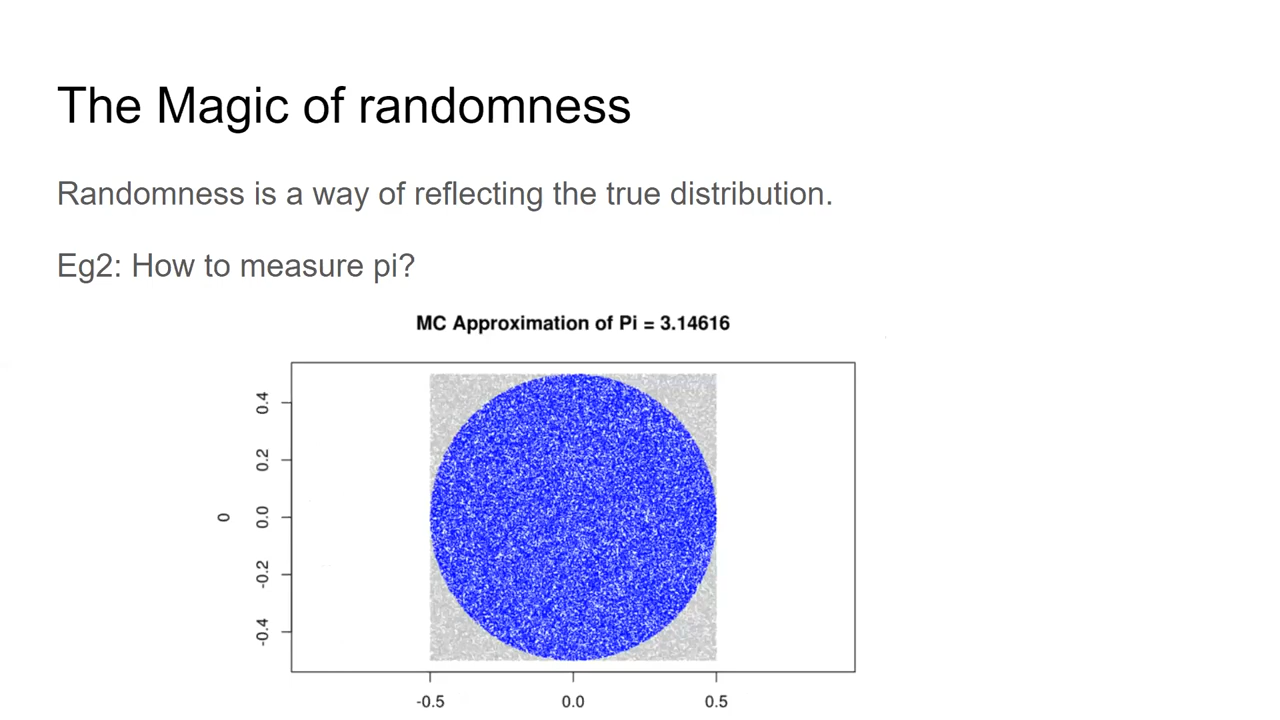 The Magic of randomness
Randomness is a way of reflecting the true distribution.
Eg2: How to measure pi?
MC Approximation of Pi = 3.14616
0.4
0.2
0.0
-0.2
-0.4
0
-0.5 0.0 0.5